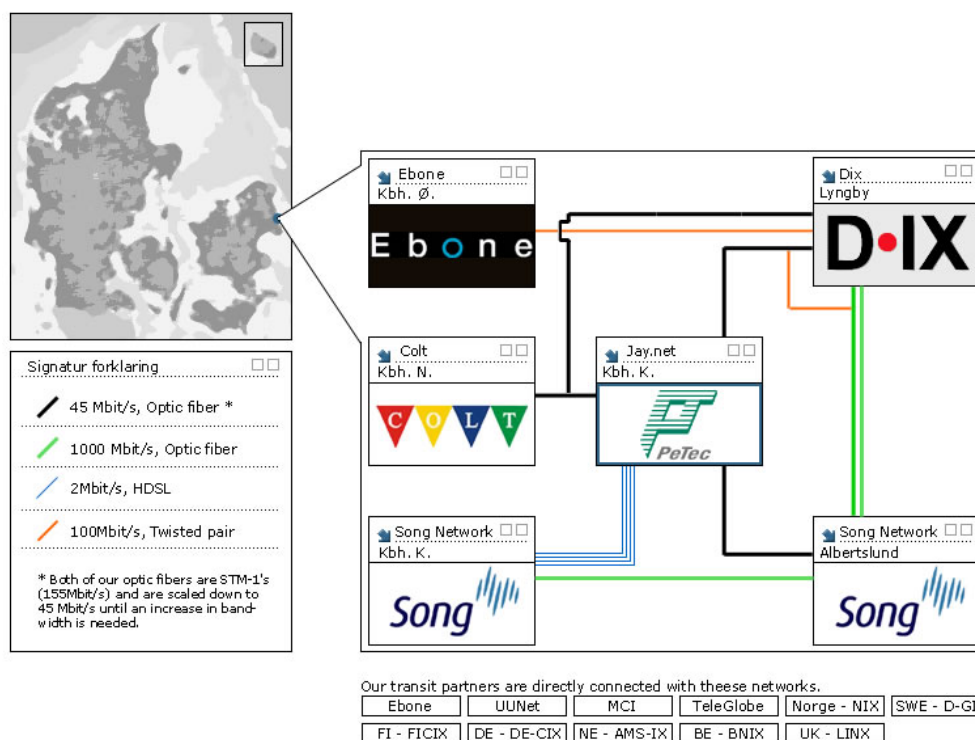 Ebone
Kbh. Ø.
Ebone
Dix
Lyngby
D•IX
Colt
Kbh. N.
COLT
Jay.net
Kbh. K.
PeTec
Song Network
Kbh. K.
Song
Song Network
Albertslund
Song
Signatur forklaring
45 Mbit/s, Optic fiber *
1000 Mbit/s, Optic fiber
2Mbit/s, HDSL
100Mbit/s, Twisted pair
* Both of our optic fibers are STM-1's
(155Mbit/s) and are scaled down to
45 Mbit/s until an increase in band-
width is needed.
Our transit partners are directly connected with theese networks.
Ebone
UUNet
MCI
TeleGlobe
Norge - NIX
SWE - D-GI
FI - FICIX
DE - DE-CIX
NE - AMS-IX
BE - BNIX
UK - LINX